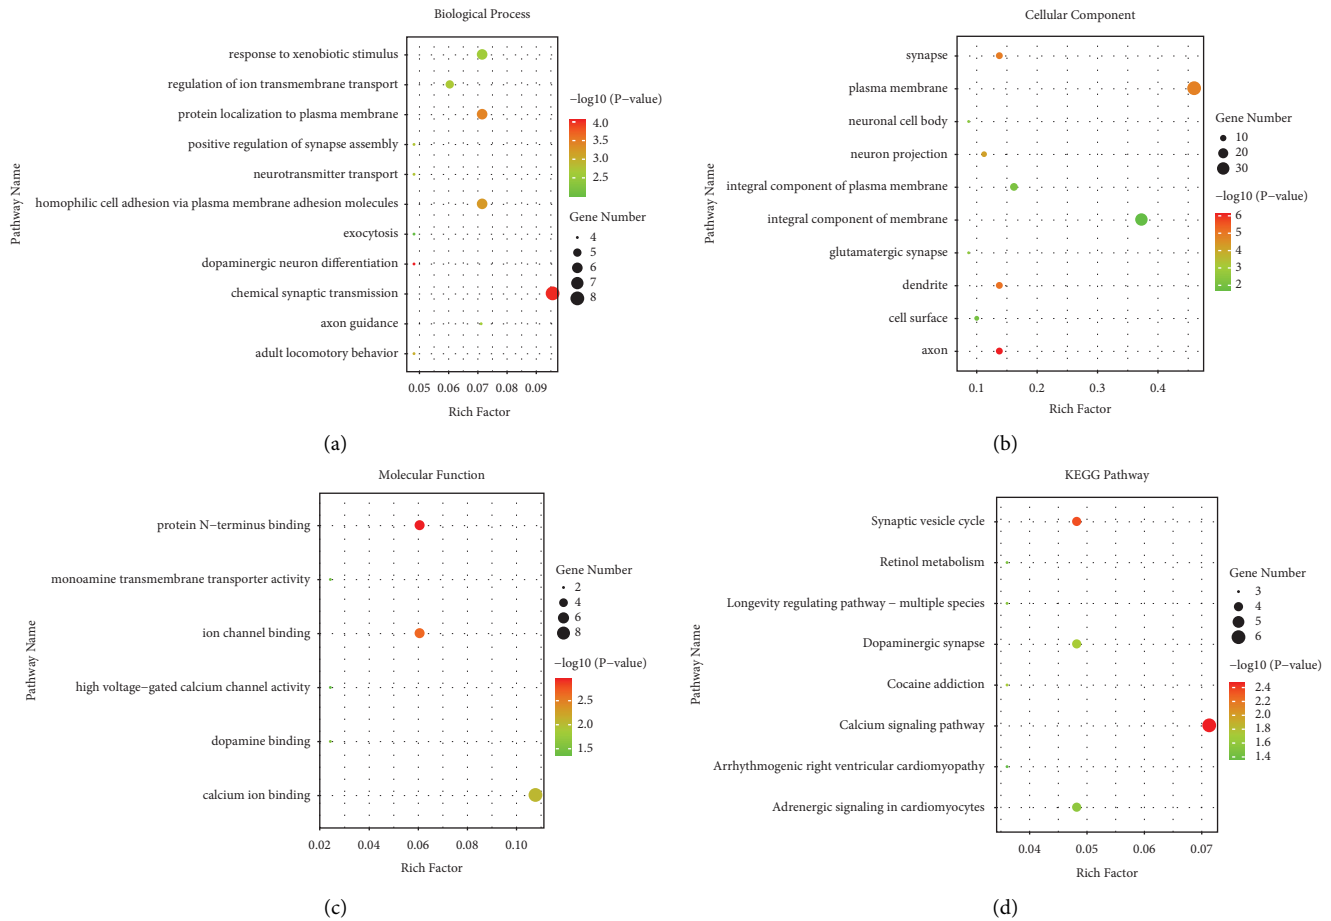 Biological Process
Pathway Name
response to xenobiotic stimulus
regulation of ion transmembrane transport
protein localization to plasma membrane
positive regulation of synapse assembly
neurotransmitter transport
homophilic cell adhesion via plasma membrane adhesion molecules
exocytosis
dopaminergic neuron differentiation
chemical synaptic transmission
axon guidance
adult locomotory behavior
0.05 0.06 0.07 0.08 0.09
Rich Factor
−log10 (P−value)
4.0
3.5
3.0
2.5
Gene Number
4
5
6
7
8
(a)
Cellular Component
Pathway Name
synapse
plasma membrane
neuronal cell body
neuron projection
integral component of plasma membrane
integral component of membrane
glutamatergic synapse
dendrite
cell surface
axon
0.1 0.2 0.3 0.4
Rich Factor
Gene Number
10
20
30
−log10 (P−value)
6
5
4
3
2
(b)
Molecular Function
Pathway Name
protein N−terminus binding
monoamine transmembrane transporter activity
ion channel binding
high voltage−gated calcium channel activity
dopamine binding
calcium ion binding
0.02 0.04 0.06 0.08 0.10
Rich Factor
Gene Number
2
4
6
8
−log10 (P−value)
2.5
2.0
1.5
(c)
KEGG Pathway
Pathway Name
Synaptic vesicle cycle
Retinol metabolism
Longevity regulating pathway − multiple species
Dopaminergic synapse
Cocaine addiction
Calcium signaling pathway
Arrhythmogenic right ventricular cardiomyopathy
Adrenergic signaling in cardiomyocytes
0.04 0.05 0.06 0.07
Rich Factor
Gene Number
3
4
5
6
−log10 (P−value)
2.4
2.2
2.0
1.8
1.6
1.4
(d)